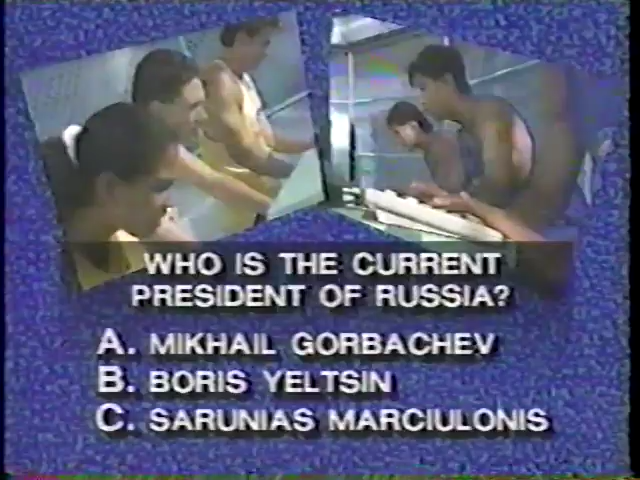 WHO IS THE CURRENT
PRESIDENT OF RUSSIA?
A. MIKHAIL GORBACHEV
B. BORIS YELTSIN
C. SARUNIAS MARCIULONIS